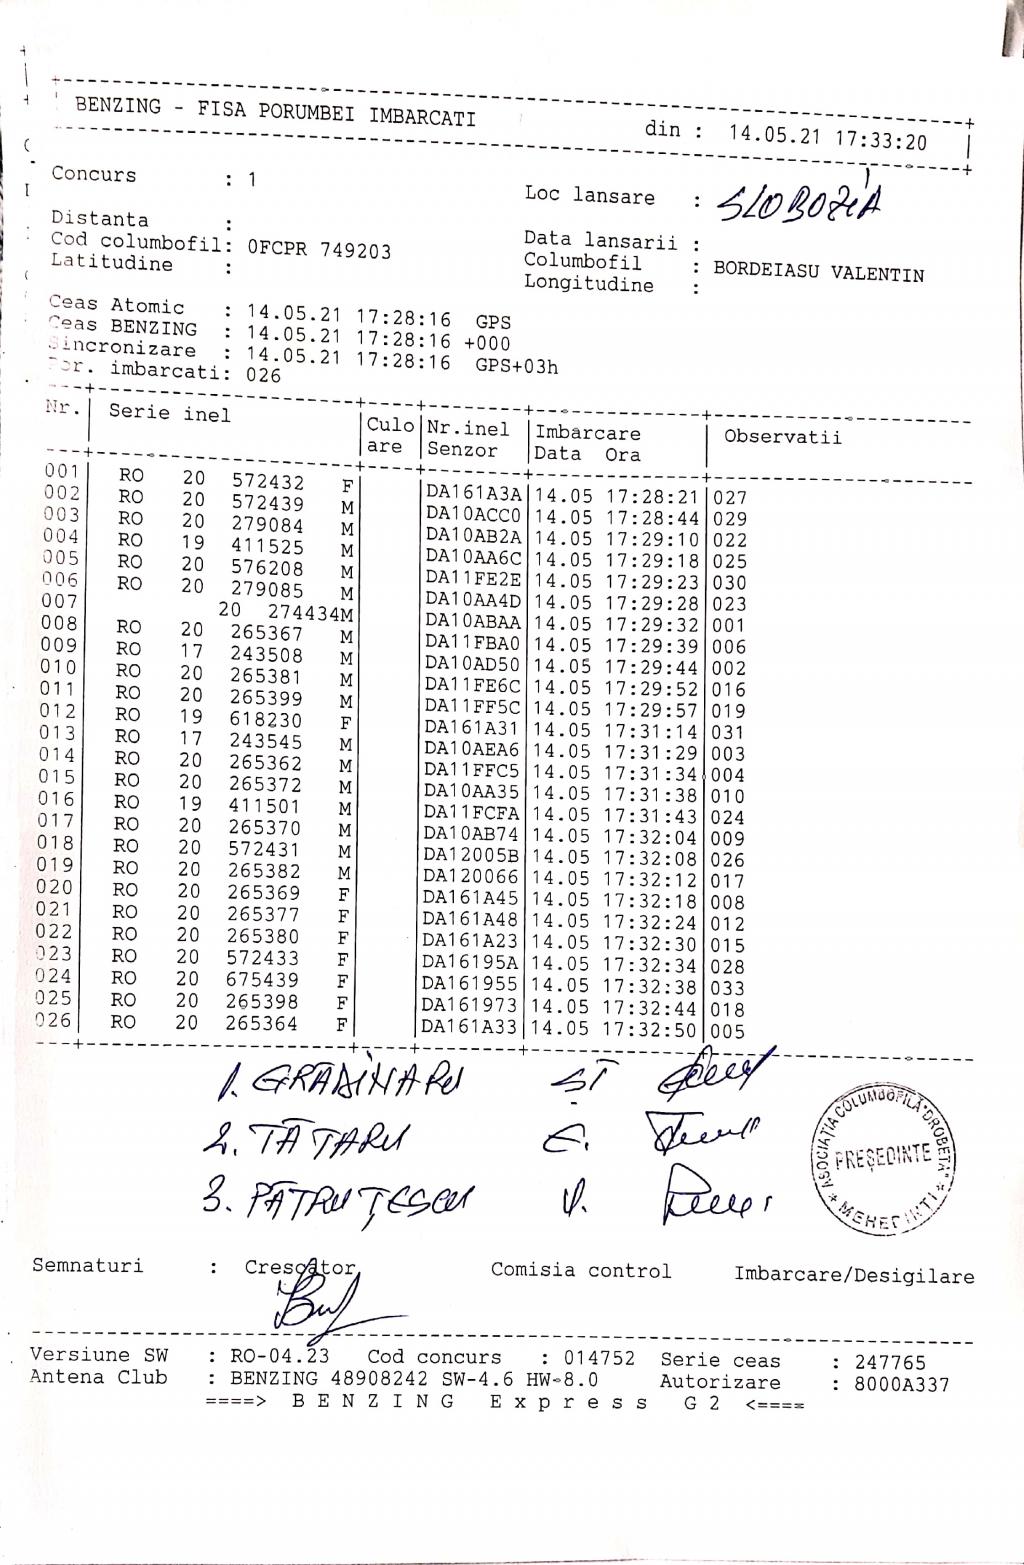 BENZING - FISA PORUMBEI IMBARCATI din : 14.05.21 17:33:20
Concurs : 1 Loc lansare : SLOBOZIA
Distanta : Data lansarii :
Cod columbofil: 0FCPR 749203 Columbofil : BORDEIASU VALENTIN
Latitudine : Longitudine :
Ceas Atomic : 14.05.21 17:28:16 GPS
Ceas BENZING : 14.05.21 17:28:16 +000
Sincronizare : 14.05.21 17:28:16 GPS+03h
Por. imbarcati: 026
Nr. Serie inel Culo Nr.inel Imbarcare Observatii
are Senzor Data Ora
001 RO 20 572432 F DA161A3A 14.05 17:28:21 027
002 RO 20 572439 M DA10ACC0 14.05 17:28:44 029
003 RO 20 279084 M DA10AB2A 14.05 17:29:10 022
004 RO 19 411525 M DA10AA6C 14.05 17:29:18 025
005 RO 20 576208 M DA11FE2E 14.05 17:29:23 030
006 RO 20 279085 M DA10AA4D 14.05 17:29:28 023
007 20 274434M DA10ABAA 14.05 17:29:32 001
008 RO 20 265367 M DA11FBA0 14.05 17:29:39 006
009 RO 17 243508 M DA10AD50 14.05 17:29:44 002
010 RO 20 265381 M DA11FE6C 14.05 17:29:52 016
011 RO 20 265399 M DA11FF5C 14.05 17:29:57 019
012 RO 19 618230 F DA161A31 14.05 17:31:14 031
013 RO 17 243545 M DA10AEA6 14.05 17:31:29 003
014 RO 20 265362 M DA11FFC5 14.05 17:31:34 004
015 RO 20 265372 M DA10AA35 14.05 17:31:38 010
016 RO 19 411501 M DA11FCFA 14.05 17:31:43 024
017 RO 20 265370 M DA10AB74 14.05 17:32:04 009
018 RO 20 572431 M DA12005B 14.05 17:32:08 026
019 RO 20 265382 M DA120066 14.05 17:32:12 017
020 RO 20 265369 F DA161A45 14.05 17:32:18 008
021 RO 20 265377 F DA161A48 14.05 17:32:24 012
022 RO 20 265380 F DA161A23 14.05 17:32:30 015
023 RO 20 572433 F DA16195A 14.05 17:32:34 028
024 RO 20 675439 F DA161955 14.05 17:32:38 033
025 RO 20 265398 F DA161973 14.05 17:32:44 018
026 RO 20 265364 F DA161A33 14.05 17:32:50 005
1. GRĂDINARU ST
2. TĂTARU E.
3. PĂTRUȚESCU V.
ASOCIAȚIA COLUMBOFILĂ "DROBETA"
PREȘEDINTE
* MEHEDINTI *
Semnaturi : Crescator Comisia control Imbarcare/Desigilare
Versiune SW : RO-04.23 Cod concurs : 014752 Serie ceas : 247765
Antena Club : BENZING 48908242 SW-4.6 HW-8.0 Autorizare : 8000A337
====> B E N Z I N G E x p r e s s G 2 <====